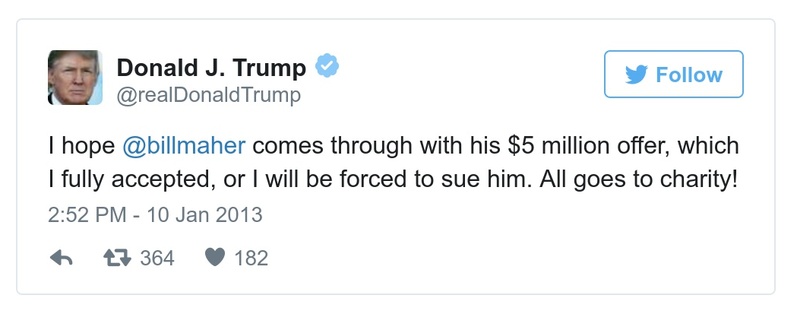 Donald J. Trump
@realDonaldTrump
Follow
I hope @billmaher comes through with his $5 million offer, which
I fully accepted, or I will be forced to sue him. All goes to charity!
2:52 PM - 10 Jan 2013
364 182